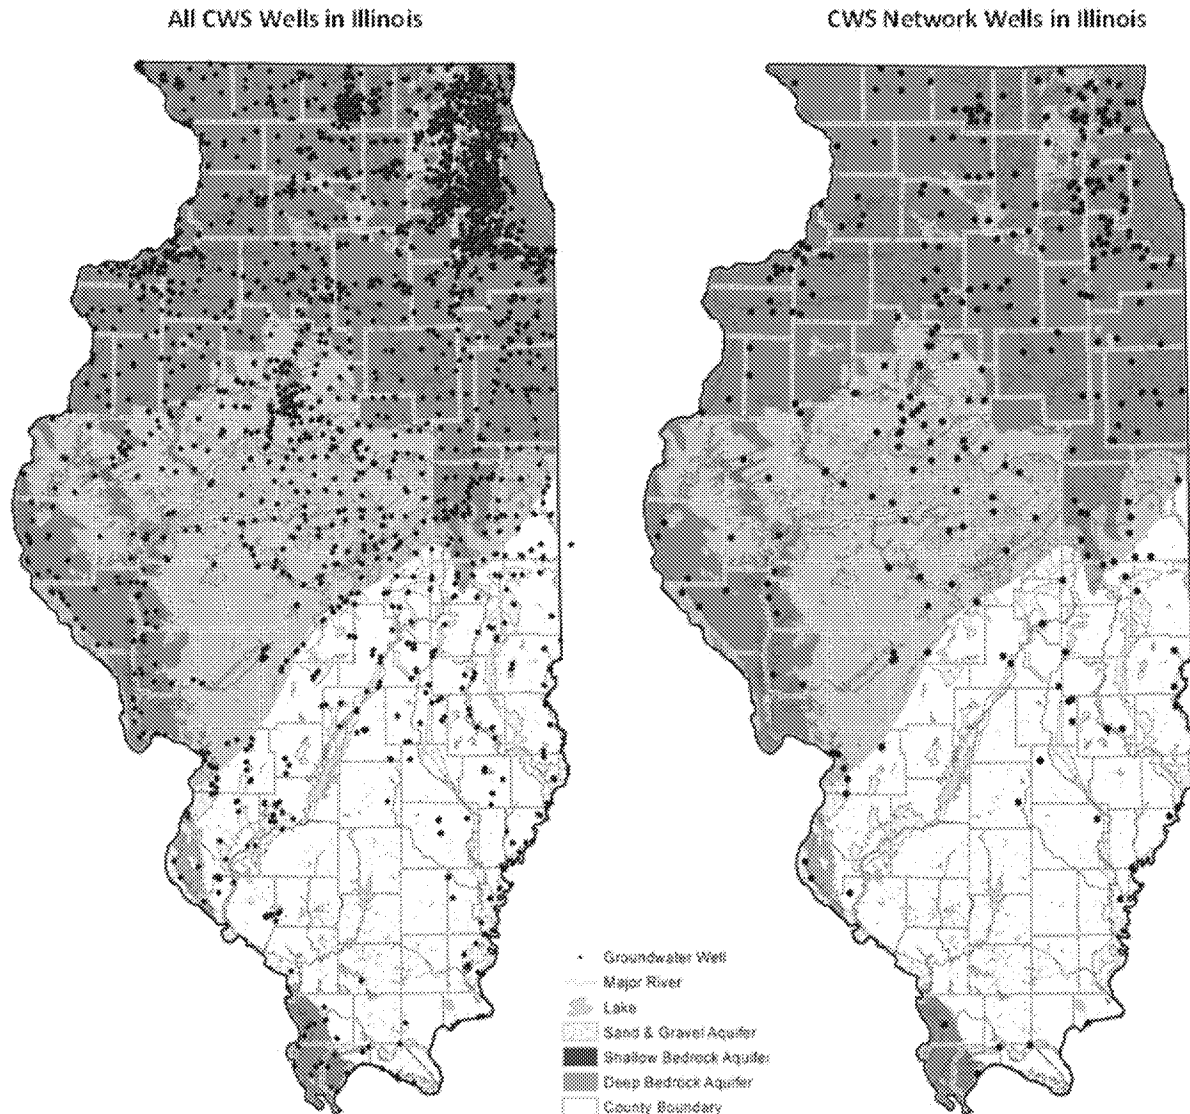 All CWS Wells in Illinois
CWS Network Wells in Illinois
Groundwater Well
Major River
Lake
Sand & Gravel Aquifer
Shallow Bedrock Aquifer
Deep Bedrock Aquifer
County Boundary